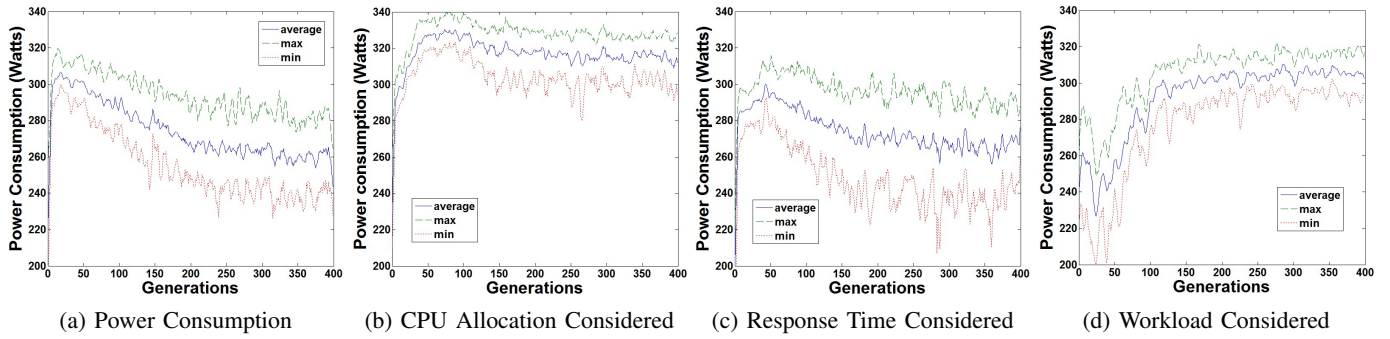 Power Consumption (Watts)
340
320
300
280
260
240
220
200
0
50
100
150
200
250
300
350
400
Generations
average
max
min
(a) Power Consumption
Power consumption (Watts)
340
320
300
280
260
240
220
200
0
50
100
150
200
250
300
350
400
Generations
average
max
min
(b) CPU Allocation Considered
Power Consumption (Watts)
340
320
300
280
260
240
220
200
0
50
100
150
200
250
300
350
400
Generations
average
max
min
(c) Response Time Considered
Power Consumption (Watts)
340
320
300
280
260
240
220
200
0
50
100
150
200
250
300
350
400
Generations
average
max
min
(d) Workload Considered